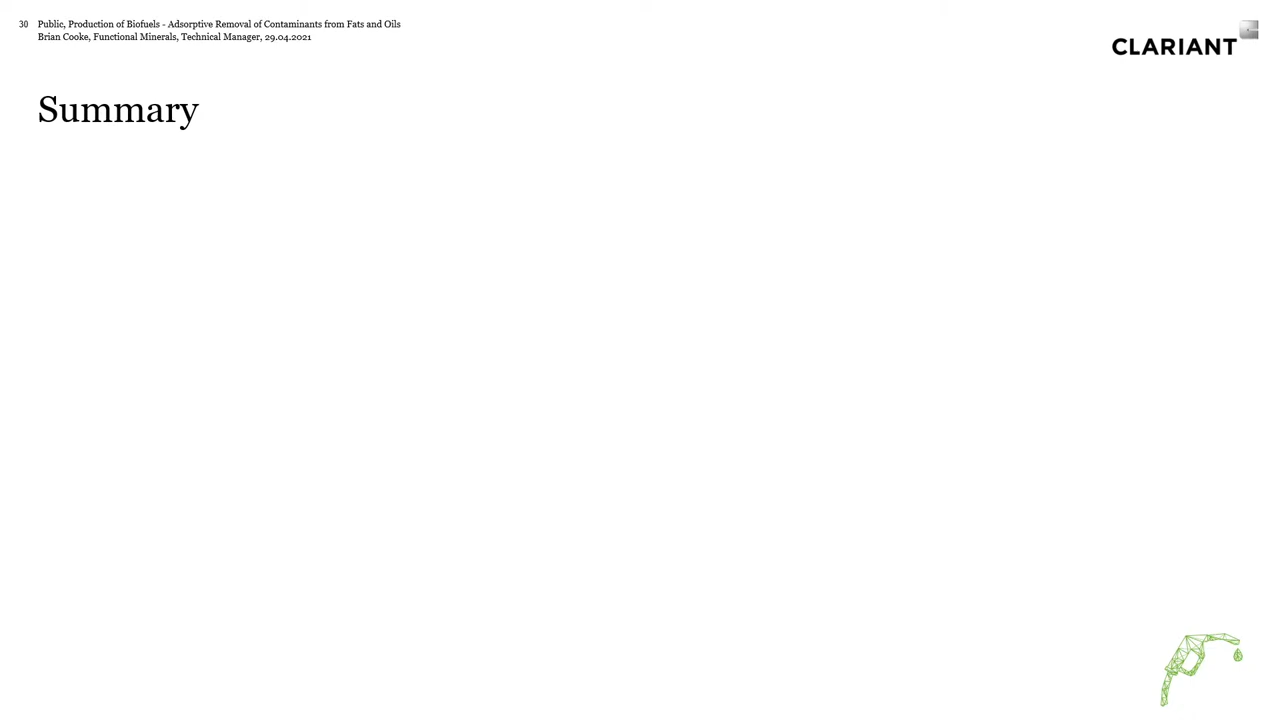 30 Public, Production of Biofuels - Adsorptive Removal of Contaminants from Fats and Oils
Brian Cooke, Functional Minerals, Technical Manager, 29.04.2021
CLARIANT
Summary